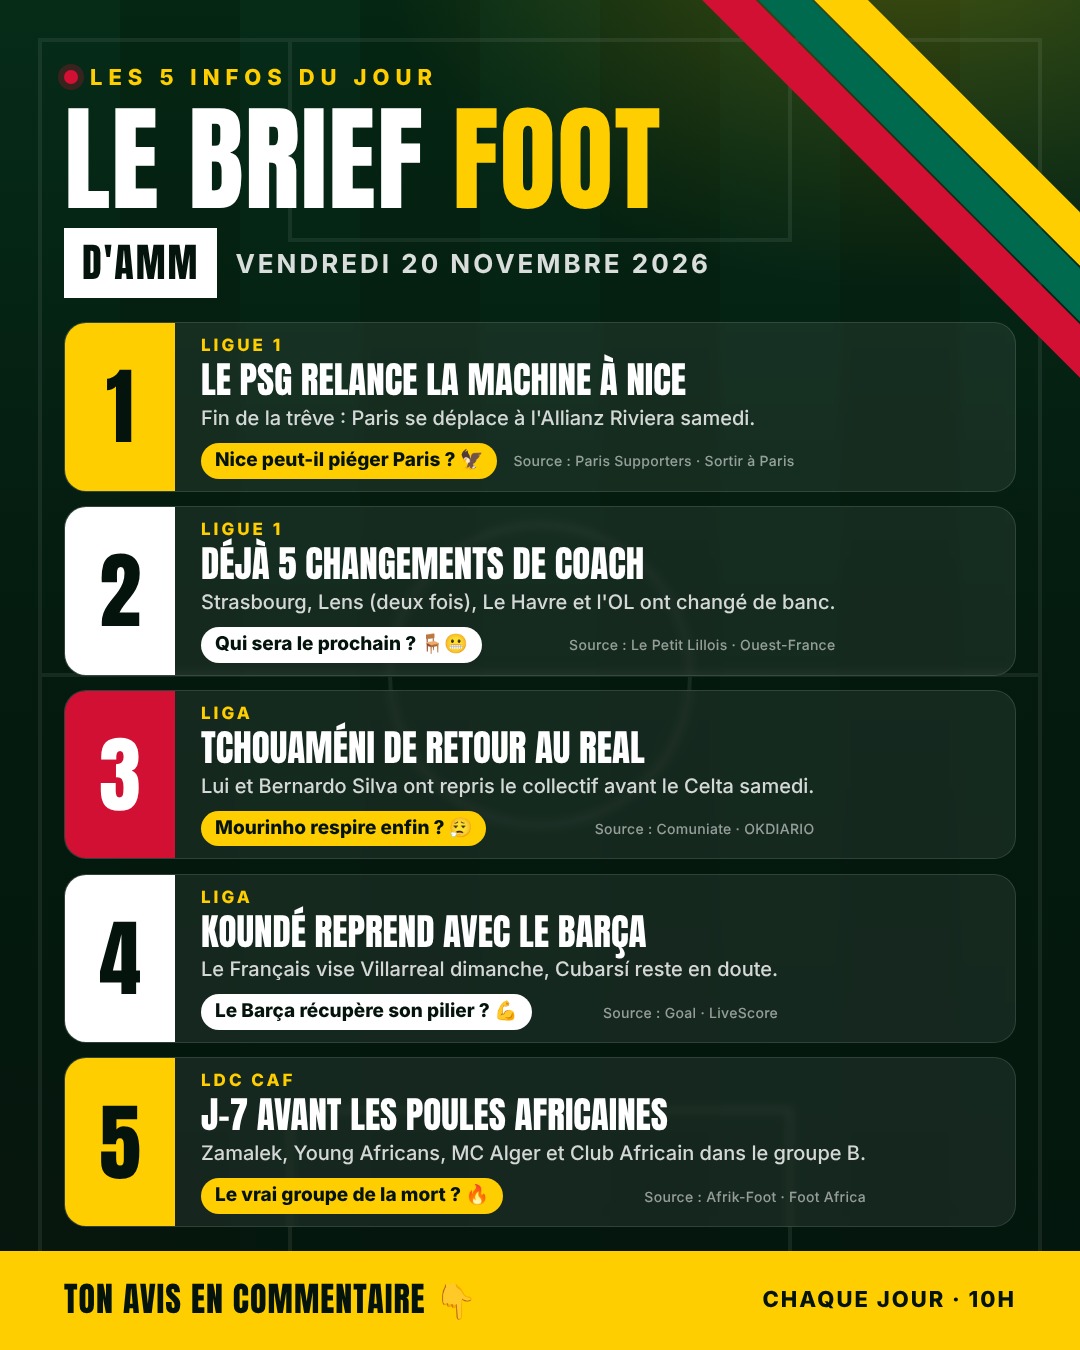 LES 5 INFOS DU JOUR
LE BRIEF FOOT
D'AMM VENDREDI 20 NOVEMBRE 2026
1
LIGUE 1
LE PSG RELANCE LA MACHINE À NICE
Fin de la trêve : Paris se déplace à l'Allianz Riviera samedi.
Nice peut-il piéger Paris ? 🦅 Source : Paris Supporters · Sortir à Paris
2
LIGUE 1
DÉJÀ 5 CHANGEMENTS DE COACH
Strasbourg, Lens (deux fois), Le Havre et l'OL ont changé de banc.
Qui sera le prochain ? 🪑😬 Source : Le Petit Lillois · Ouest-France
3
LIGA
TCHOUAMÉNI DE RETOUR AU REAL
Lui et Bernardo Silva ont repris le collectif avant le Celta samedi.
Mourinho respire enfin ? 😮‍💨 Source : Comuniate · OKDIARIO
4
LIGA
KOUNDÉ REPREND AVEC LE BARÇA
Le Français vise Villarreal dimanche, Cubarsí reste en doute.
Le Barça récupère son pilier ? 💪 Source : Goal · LiveScore
5
LDC CAF
J-7 AVANT LES POULES AFRICAINES
Zamalek, Young Africans, MC Alger et Club Africain dans le groupe B.
Le vrai groupe de la mort ? 🔥 Source : Afrik-Foot · Foot Africa
TON AVIS EN COMMENTAIRE 👇 CHAQUE JOUR · 10H